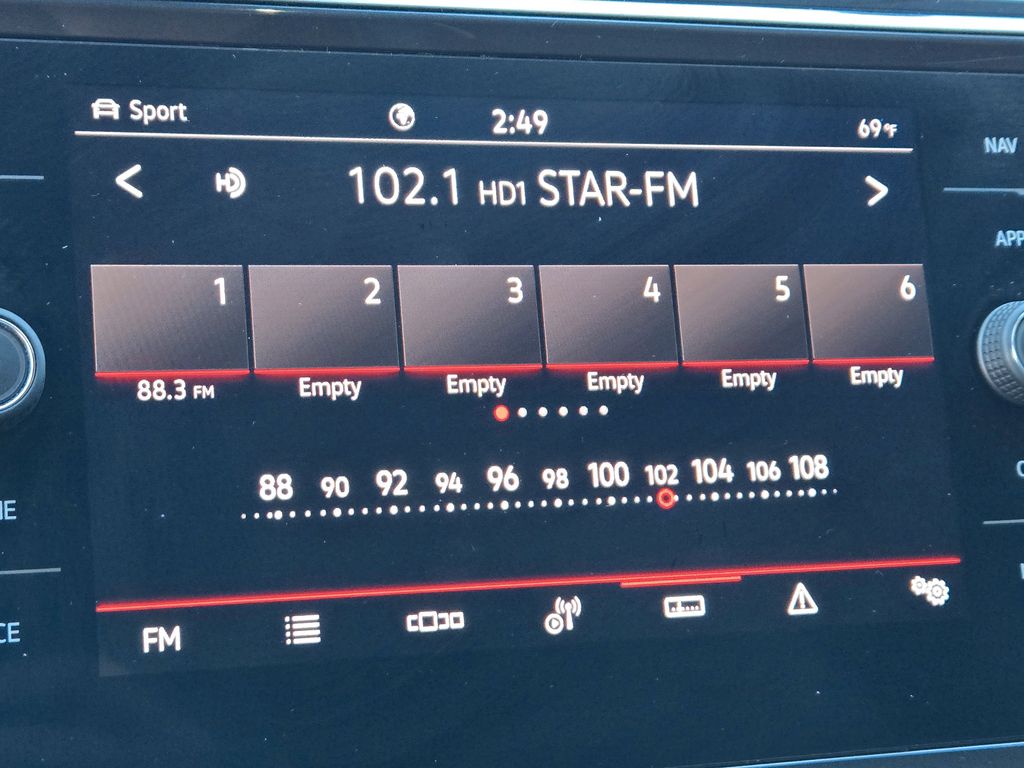 Sport 2:49 69°F
NAV
< HD 102.1 HD1 STAR-FM >
APP
1 2 3 4 5 6
88.3 FM Empty Empty Empty Empty Empty
88 90 92 94 96 98 100 102 104 106 108
FM